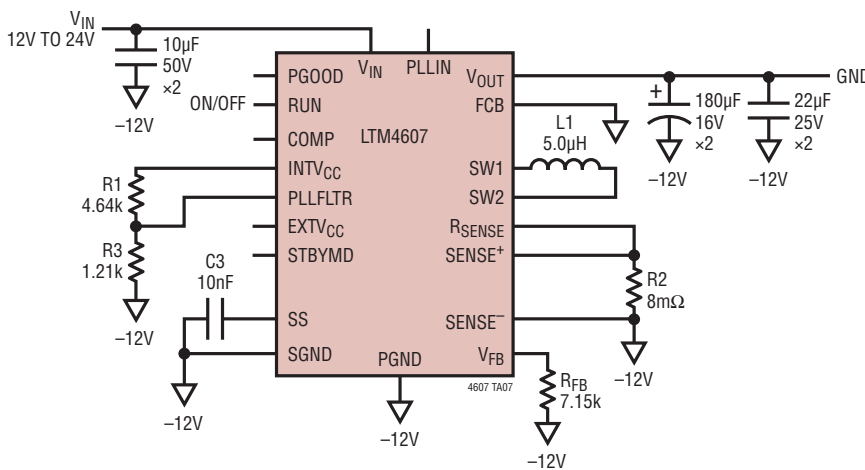 VIN
12V TO 24V
10µF
50V
×2
–12V
ON/OFF
PGOOD
VIN
PLLIN
VOUT
RUN
FCB
COMP
LTM4607
INTVCC
SW1
PLLFLTR
SW2
EXTVCC
RSENSE
STBYMD
SENSE+
SS
SENSE–
SGND
PGND
VFB
4607 TA07
L1
5.0µH
GND
+
180µF
16V
×2
–12V
22µF
25V
×2
–12V
R1
4.64k
R3
1.21k
–12V
C3
10nF
–12V
–12V
R2
8mΩ
–12V
RFB
7.15k
–12V